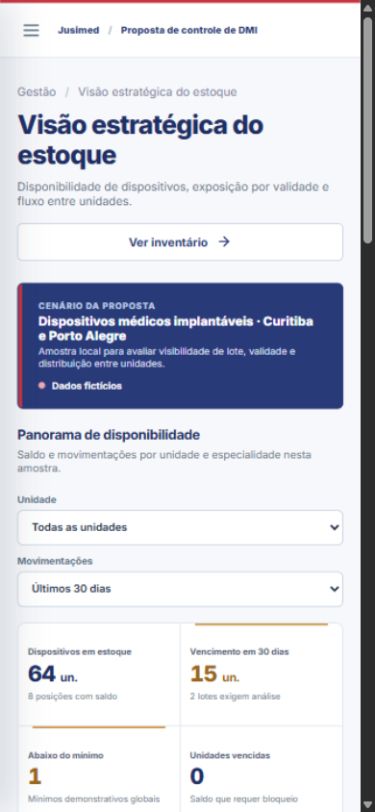 Jusimed / Proposta de controle de DMI
Gestão / Visão estratégica do estoque
Visão estratégica do
estoque
Disponibilidade de dispositivos, exposição por validade e
fluxo entre unidades.
Ver inventário →
CENÁRIO DA PROPOSTA
Dispositivos médicos implantáveis · Curitiba
e Porto Alegre
Amostra local para avaliar visibilidade de lote, validade e
distribuição entre unidades.
Dados fictícios
Panorama de disponibilidade
Saldo e movimentações por unidade e especialidade nesta
amostra.
Unidade
Todas as unidades
Movimentações
Últimos 30 dias
Dispositivos em estoque
64 un.
8 posições com saldo
Vencimento em 30 dias
15 un.
2 lotes exigem análise
Abaixo do mínimo
1
Mínimos demonstrativos globais
Unidades vencidas
0
Saldo que requer bloqueio